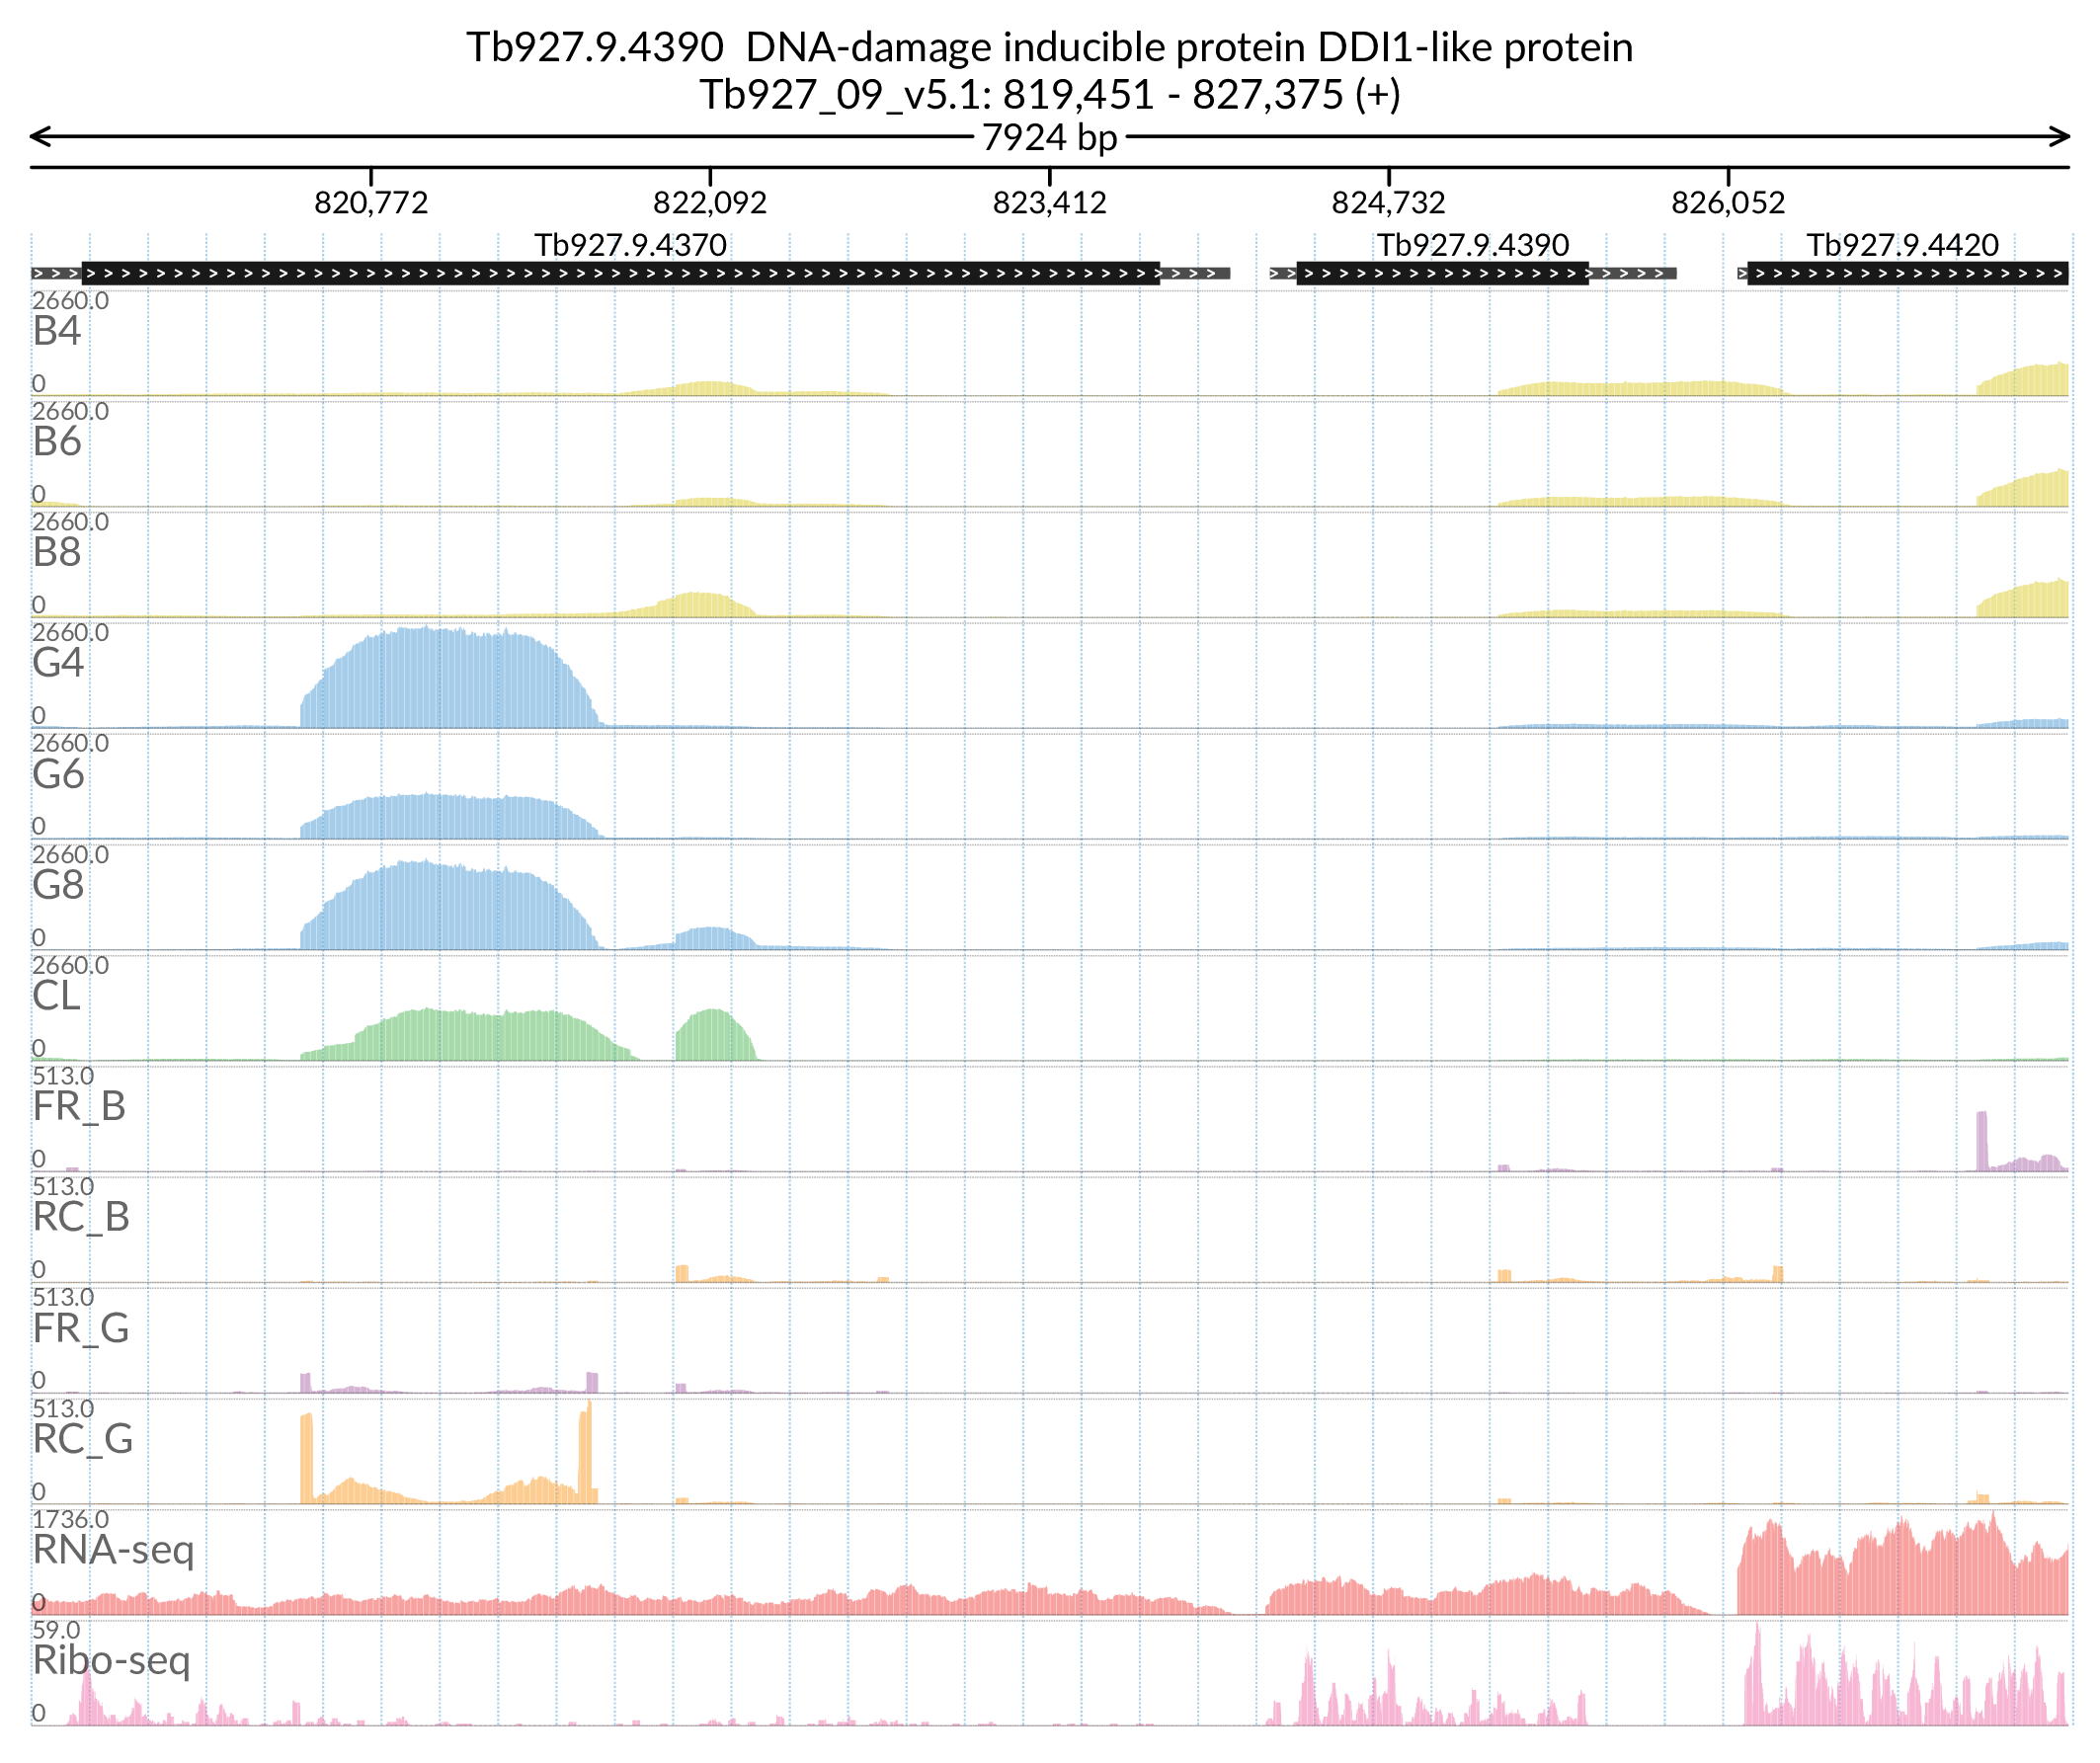 Tb927.9.4390  DNA-damage inducible protein DDI1-like protein
Tb927_09_v5.1: 819,451 - 827,375 (+)
7924 bp
820,772 822,092 823,412 824,732 826,052
Tb927.9.4370 Tb927.9.4390 Tb927.9.4420
2660.0
B4
0
2660.0
B6
0
2660.0
B8
0
2660.0
G4
0
2660.0
G6
0
2660.0
G8
0
2660.0
CL
0
513.0
FR_B
0
513.0
RC_B
0
513.0
FR_G
0
513.0
RC_G
0
1736.0
RNA-seq
0
59.0
Ribo-seq
0